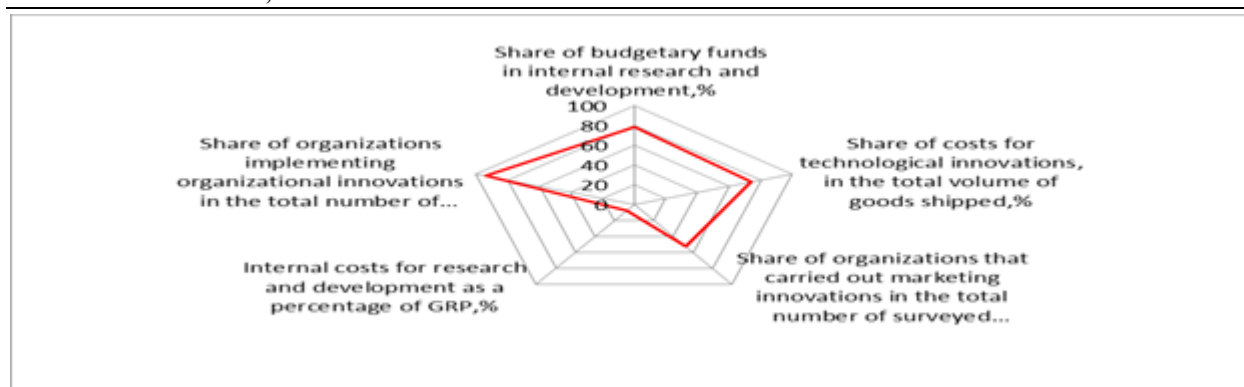 Share of budgetary funds
in internal research and
development,%
100
80
60
40
20
0
Share of costs for
technological innovations,
in the total volume of
goods shipped,%
Share of organizations that
carried out marketing
innovations in the total
number of surveyed...
Internal costs for research
and development as a
percentage of GRP,%
Share of organizations
implementing
organizational innovations
in the total number of...